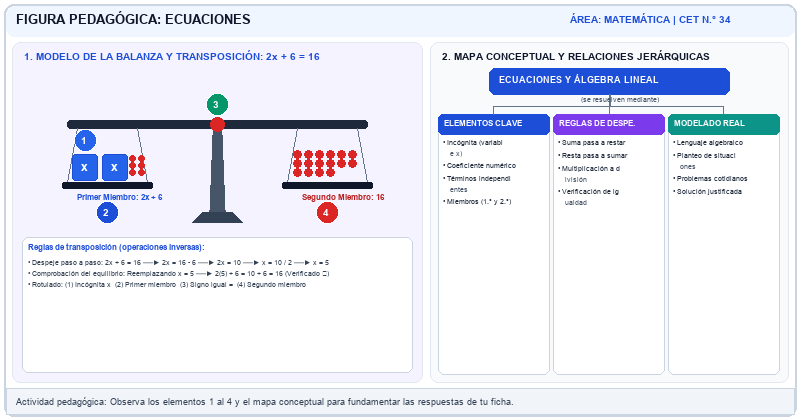 FIGURA PEDAGÓGICA: ECUACIONES
ÁREA: MATEMÁTICA | CET N.° 34
1. MODELO DE LA BALANZA Y TRANSPOSICIÓN: 2x + 6 = 16
3
1
x x
Primer Miembro: 2x + 6
Segundo Miembro: 16
2
4
Reglas de transposición (operaciones inversas):
• Despeje paso a paso: 2x + 6 = 16 → 2x = 16 - 6 → 2x = 10 → x = 10 / 2 → x = 5
• Comprobación del equilibrio: Reemplazando x = 5 → 2(5) + 6 = 10 + 6 = 16 (Verificado □)
• Rotulado: (1) Incógnita x (2) Primer miembro (3) Signo igual = (4) Segundo miembro
2. MAPA CONCEPTUAL Y RELACIONES JERÁRQUICAS
ECUACIONES Y ÁLGEBRA LINEAL
(se resuelven mediante)
ELEMENTOS CLAVE
• Incógnita (variabl
e x)
• Coeficiente numérico
• Términos independi
entes
• Miembros (1.° y 2.°)
REGLAS DE DESPE.
• Suma pasa a restar
• Resta pasa a sumar
• Multiplicación a d
ivisión
• Verificación de ig
ualdad
MODELADO REAL
• Lenguaje algebraico
• Planteo de situaci
ones
• Problemas cotidianos
• Solución justificada
Actividad pedagógica: Observa los elementos 1 al 4 y el mapa conceptual para fundamentar las respuestas de tu ficha.